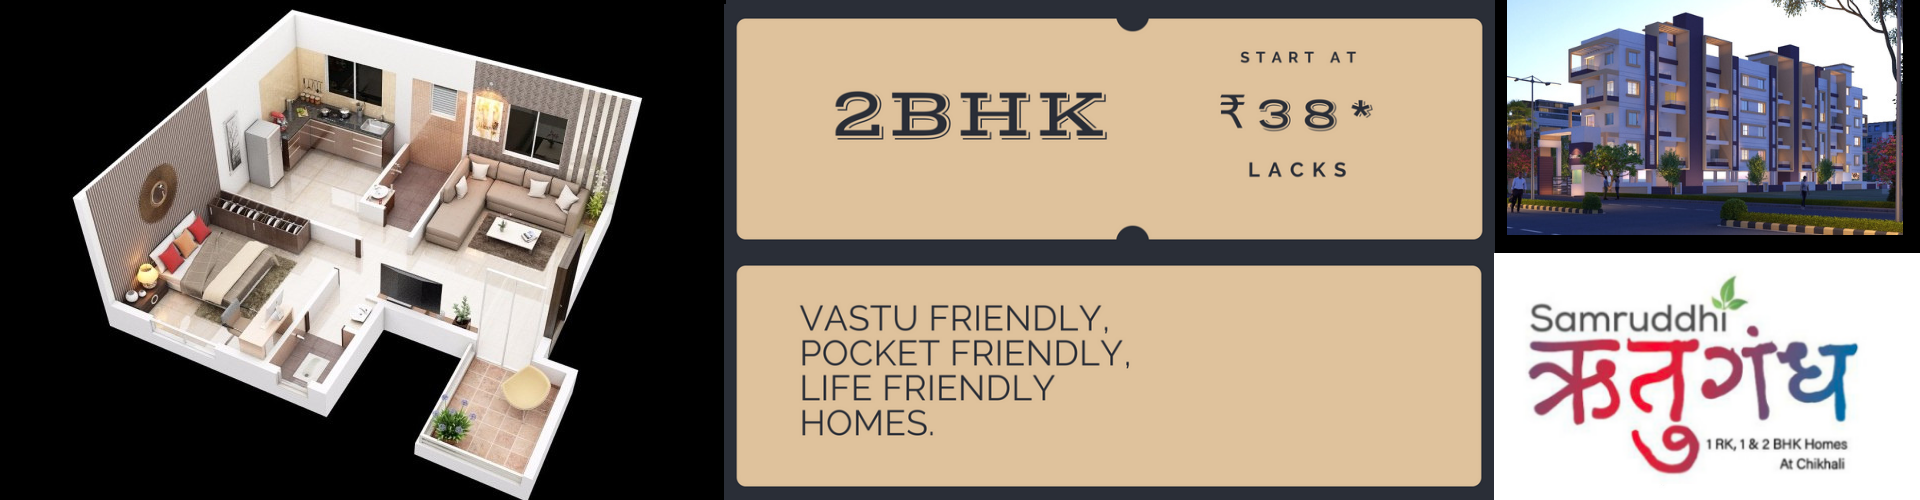 2BHK
START AT
₹38*
LACKS
VASTU FRIENDLY,
POCKET FRIENDLY,
LIFE FRIENDLY
HOMES.
Samruddhi
ऋतुगंध
1 RK, 1 & 2 BHK Homes
At Chikhali